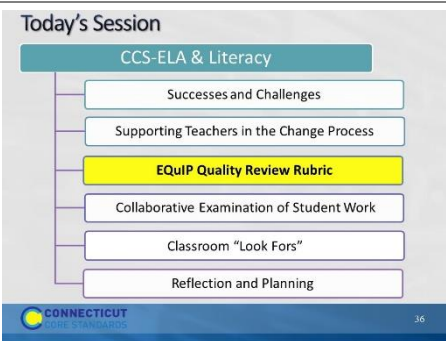 Today's Session
CCS-ELA & Literacy
Successes and Challenges
Supporting Teachers in the Change Process
EQuIP Quality Review Rubric
Collaborative Examination of Student Work
Classroom "Look Fors"
Reflection and Planning
CONNECTICUT
CORE STANDARDS
36